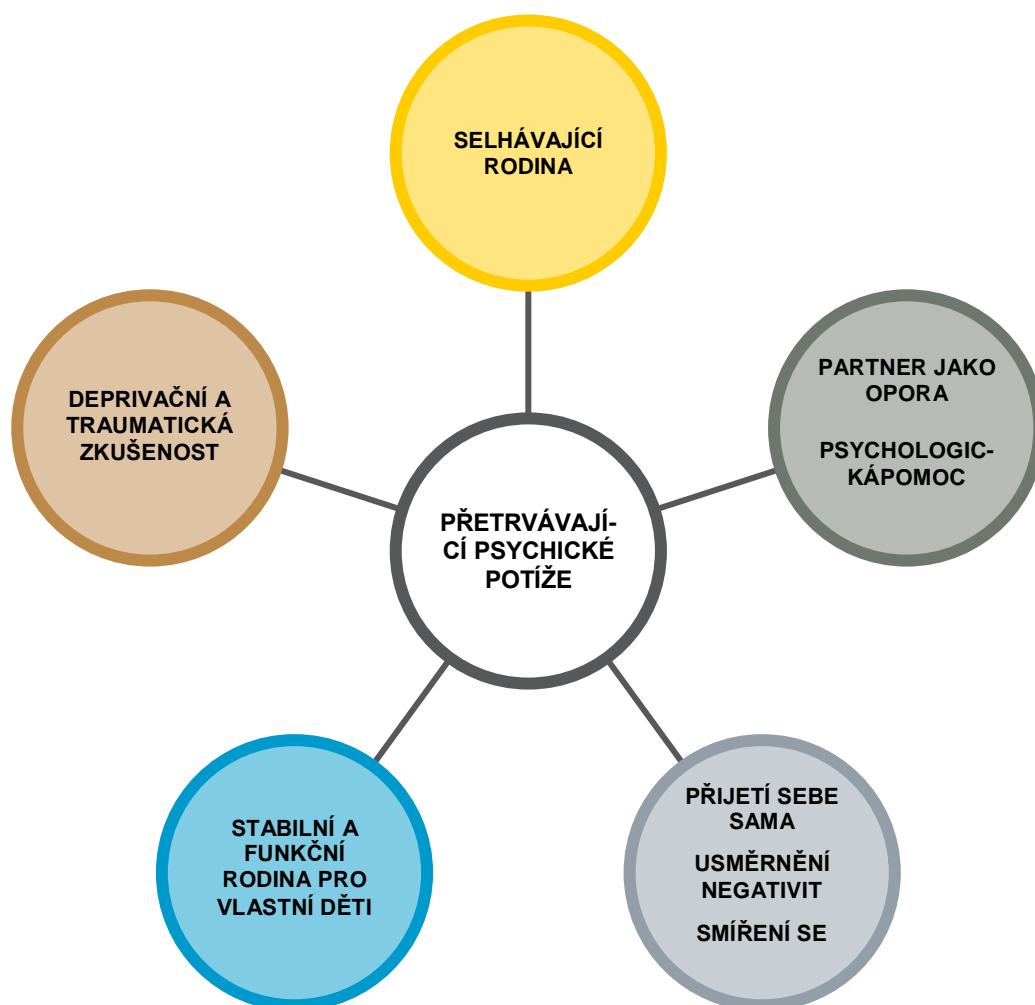 SELHÁVAJÍCÍ
RODINA
PARTNER JAKO
OPORA
PSYCHOLOGIC-
KÁPOMOC
DEPRIVAČNÍ A
TRAUMATICKÁ
ZKUŠENOST
PŘETRVÁVAJÍ-
CÍ PSYCHICKÉ
POTÍŽE
STABILNÍ A
FUNKČNÍ
RODINA PRO
VLASTNÍ DĚTI
PŘIJETÍ SEBE
SAMA
USMĚRNĚNÍ
NEGATIVIT
SMÍŘENÍ SE